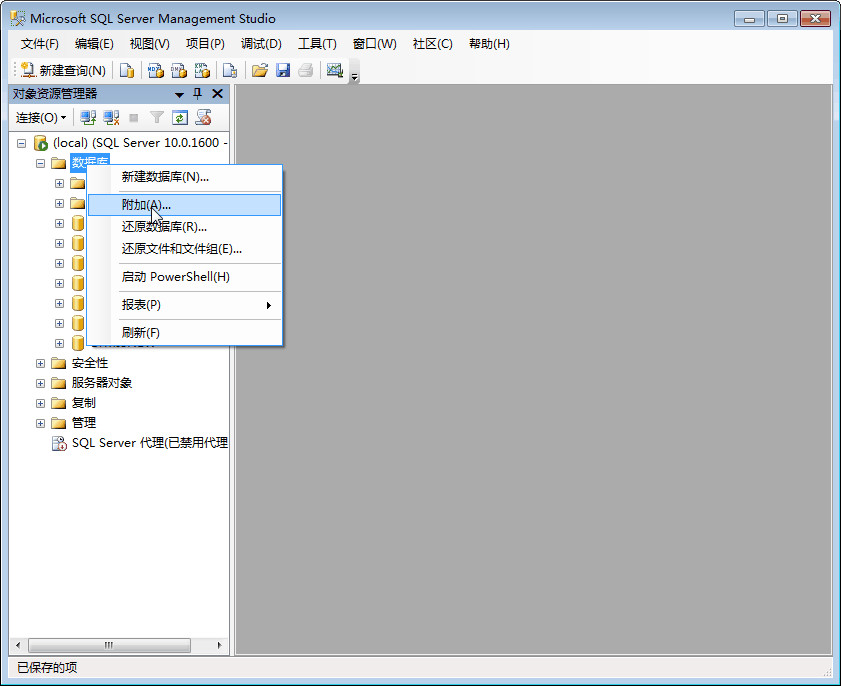 Microsoft SQL Server Management Studio
文件(F) 编辑(E) 视图(V) 项目(P) 调试(D) 工具(T) 窗口(W) 社区(C) 帮助(H)
新建查询(N)
对象资源管理器
连接(O)
(local) (SQL Server 10.0.1600 -
数据库
新建数据库(N)...
附加(A)...
还原数据库(R)...
还原文件和文件组(E)...
启动 PowerShell(H)
报表(P)
刷新(F)
安全性
服务器对象
复制
管理
SQL Server 代理(已禁用代理
已保存的项